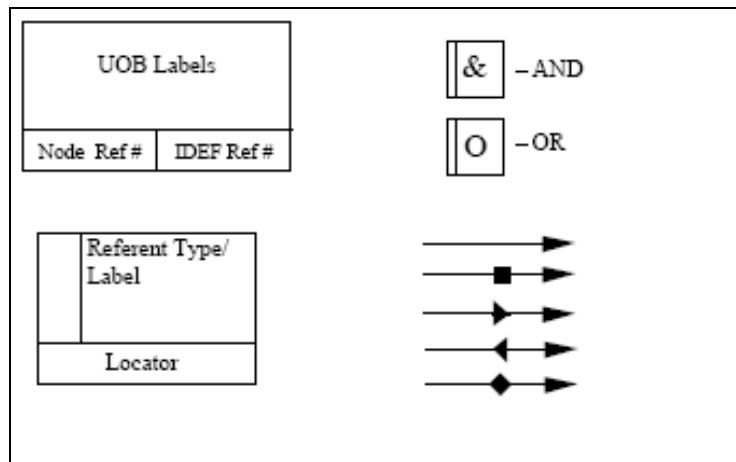 UOB Labels
Node Ref # IDEF Ref #
& – AND
O – OR
Referent Type/
Label
Locator